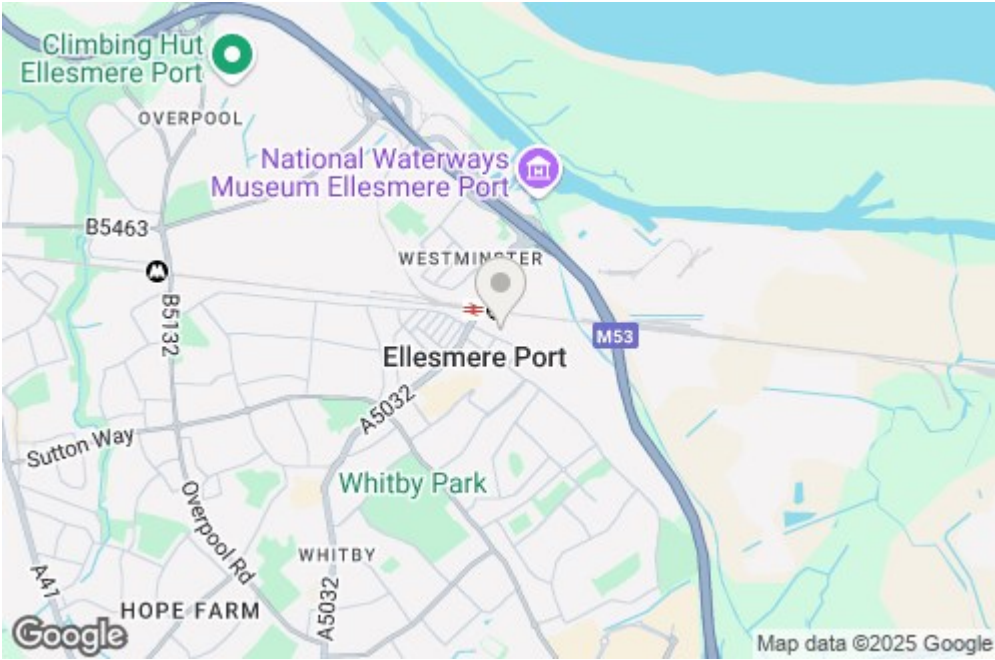 Climbing Hut
Ellesmere Port
OVERPOOL
National Waterways
Museum Ellesmere Port
B5463
WESTMINSTER
B5132
M53
Ellesmere Port
A5032
Sutton Way
Whitby Park
Overpool Rd
WHITBY
A41
A5032
HOPE FARM
Google
Map data ©2025 Google